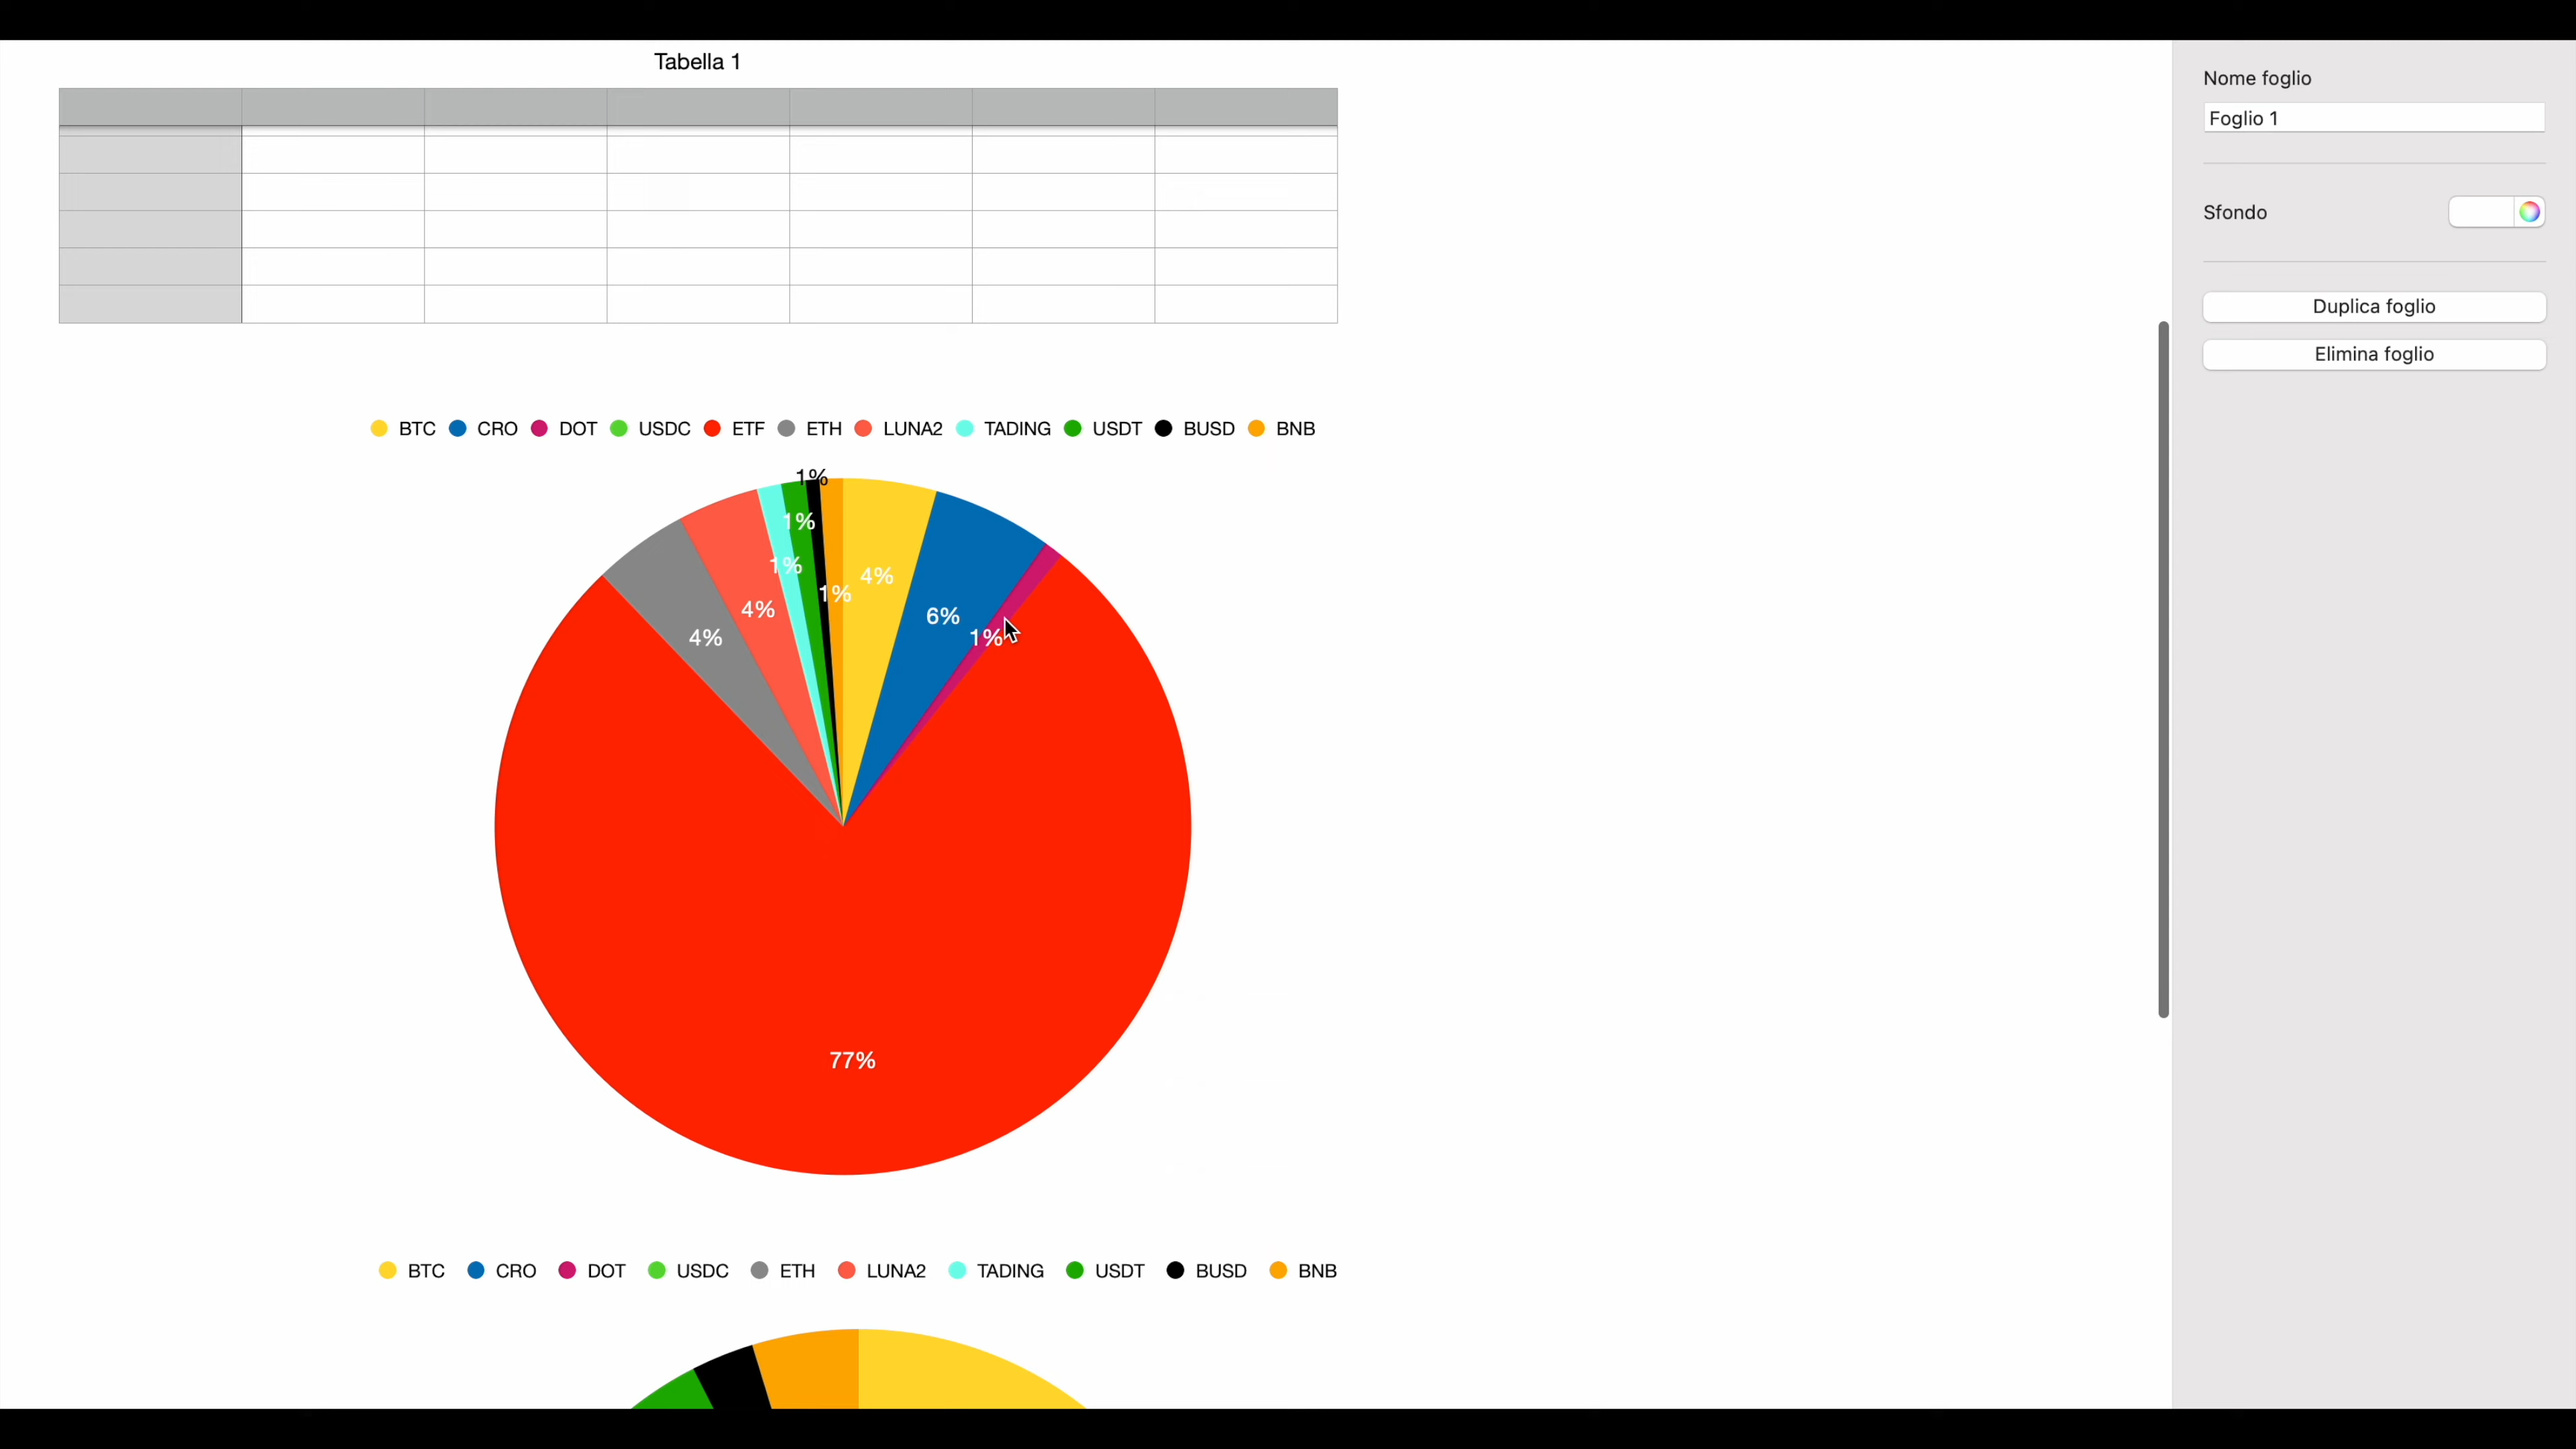 Tabella 1
Nome foglio
Foglio 1
Sfondo
Duplica foglio
Elimina foglio
BTC CRO DOT USDC ETF ETH LUNA2 TADING USDT BUSD BNB
1%
1%
1%
4%
1%
4%
6%
4%
1%
77%
BTC CRO DOT USDC ETH LUNA2 TADING USDT BUSD BNB